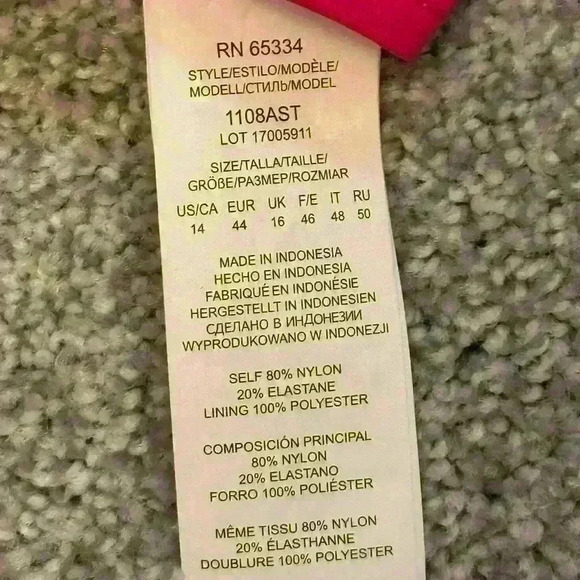 RN 65334
STYLE/ESTILO/MODÈLE/
MODELL/СТИЛЬ/MODEL
1108AST
LOT 17005911
SIZE/TALLA/TAILLE/
GRÖßE/РАЗМЕР/ROZMIAR
US/CA EUR UK F/E IT RU
14 44 16 46 48 50
MADE IN INDONESIA
HECHO EN INDONESIA
FABRIQUÉ EN INDONÉSIE
HERGESTELLT IN INDONESIEN
СДЕЛАНО В ИНДОНЕЗИИ
WYPRODUKOWANO W INDONEZJI
SELF 80% NYLON
20% ELASTANE
LINING 100% POLYESTER
COMPOSICIÓN PRINCIPAL
80% NYLON
20% ELASTANO
FORRO 100% POLIÉSTER
MÊME TISSU 80% NYLON
20% ÉLASTHANNE
DOUBLURE 100% POLYESTER